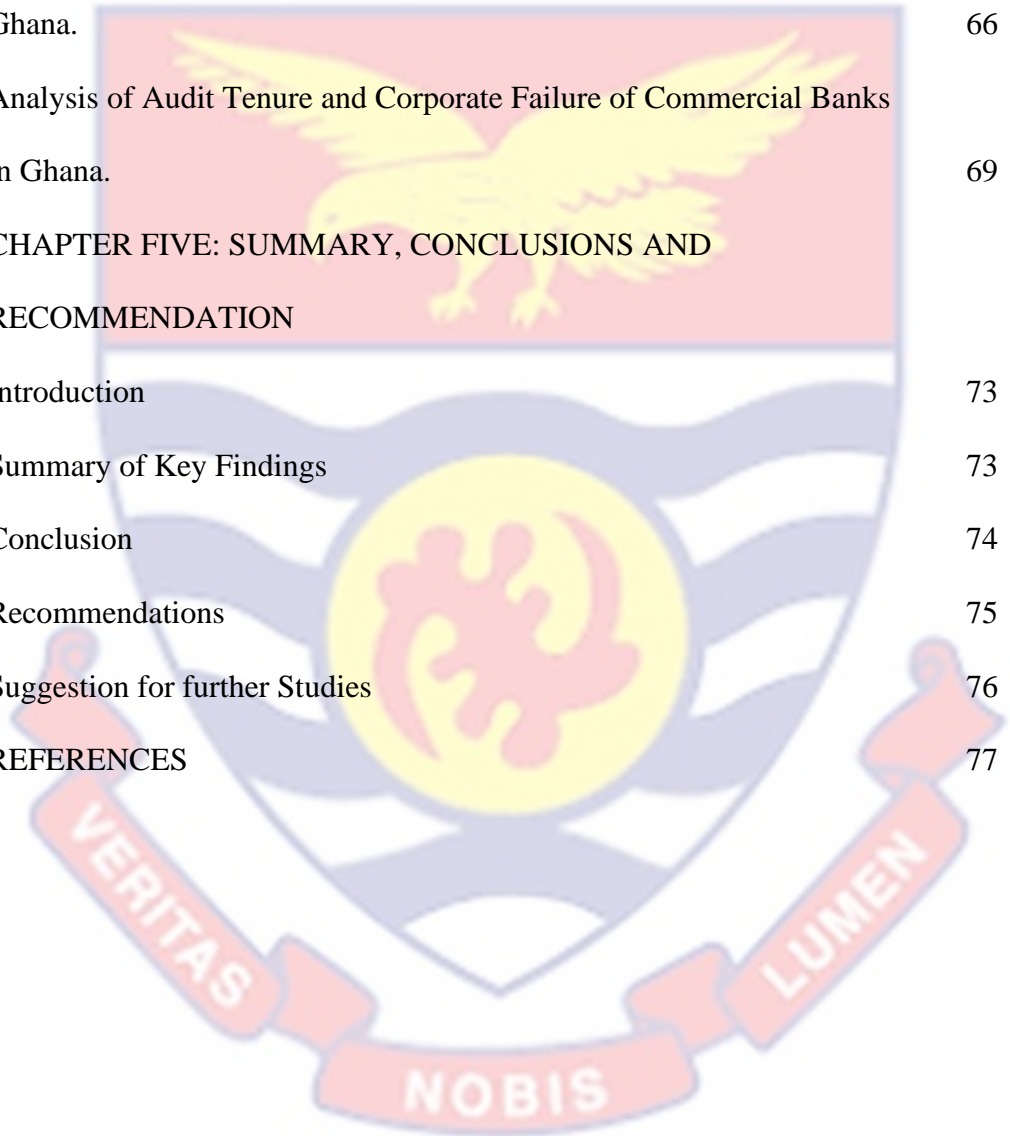 Ghana. 66
Analysis of Audit Tenure and Corporate Failure of Commercial Banks
in Ghana. 69
CHAPTER FIVE: SUMMARY, CONCLUSIONS AND
RECOMMENDATION
Introduction 73
Summary of Key Findings 73
Conclusion 74
Recommendations 75
Suggestion for further Studies 76
REFERENCES 77
VERITAS
NOBIS
LUMEN